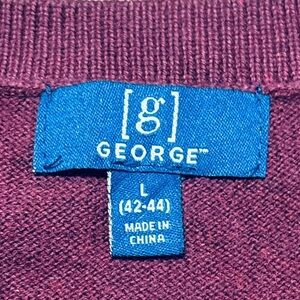 [g]
GEORGE™
L
(42-44)
MADE IN
CHINA